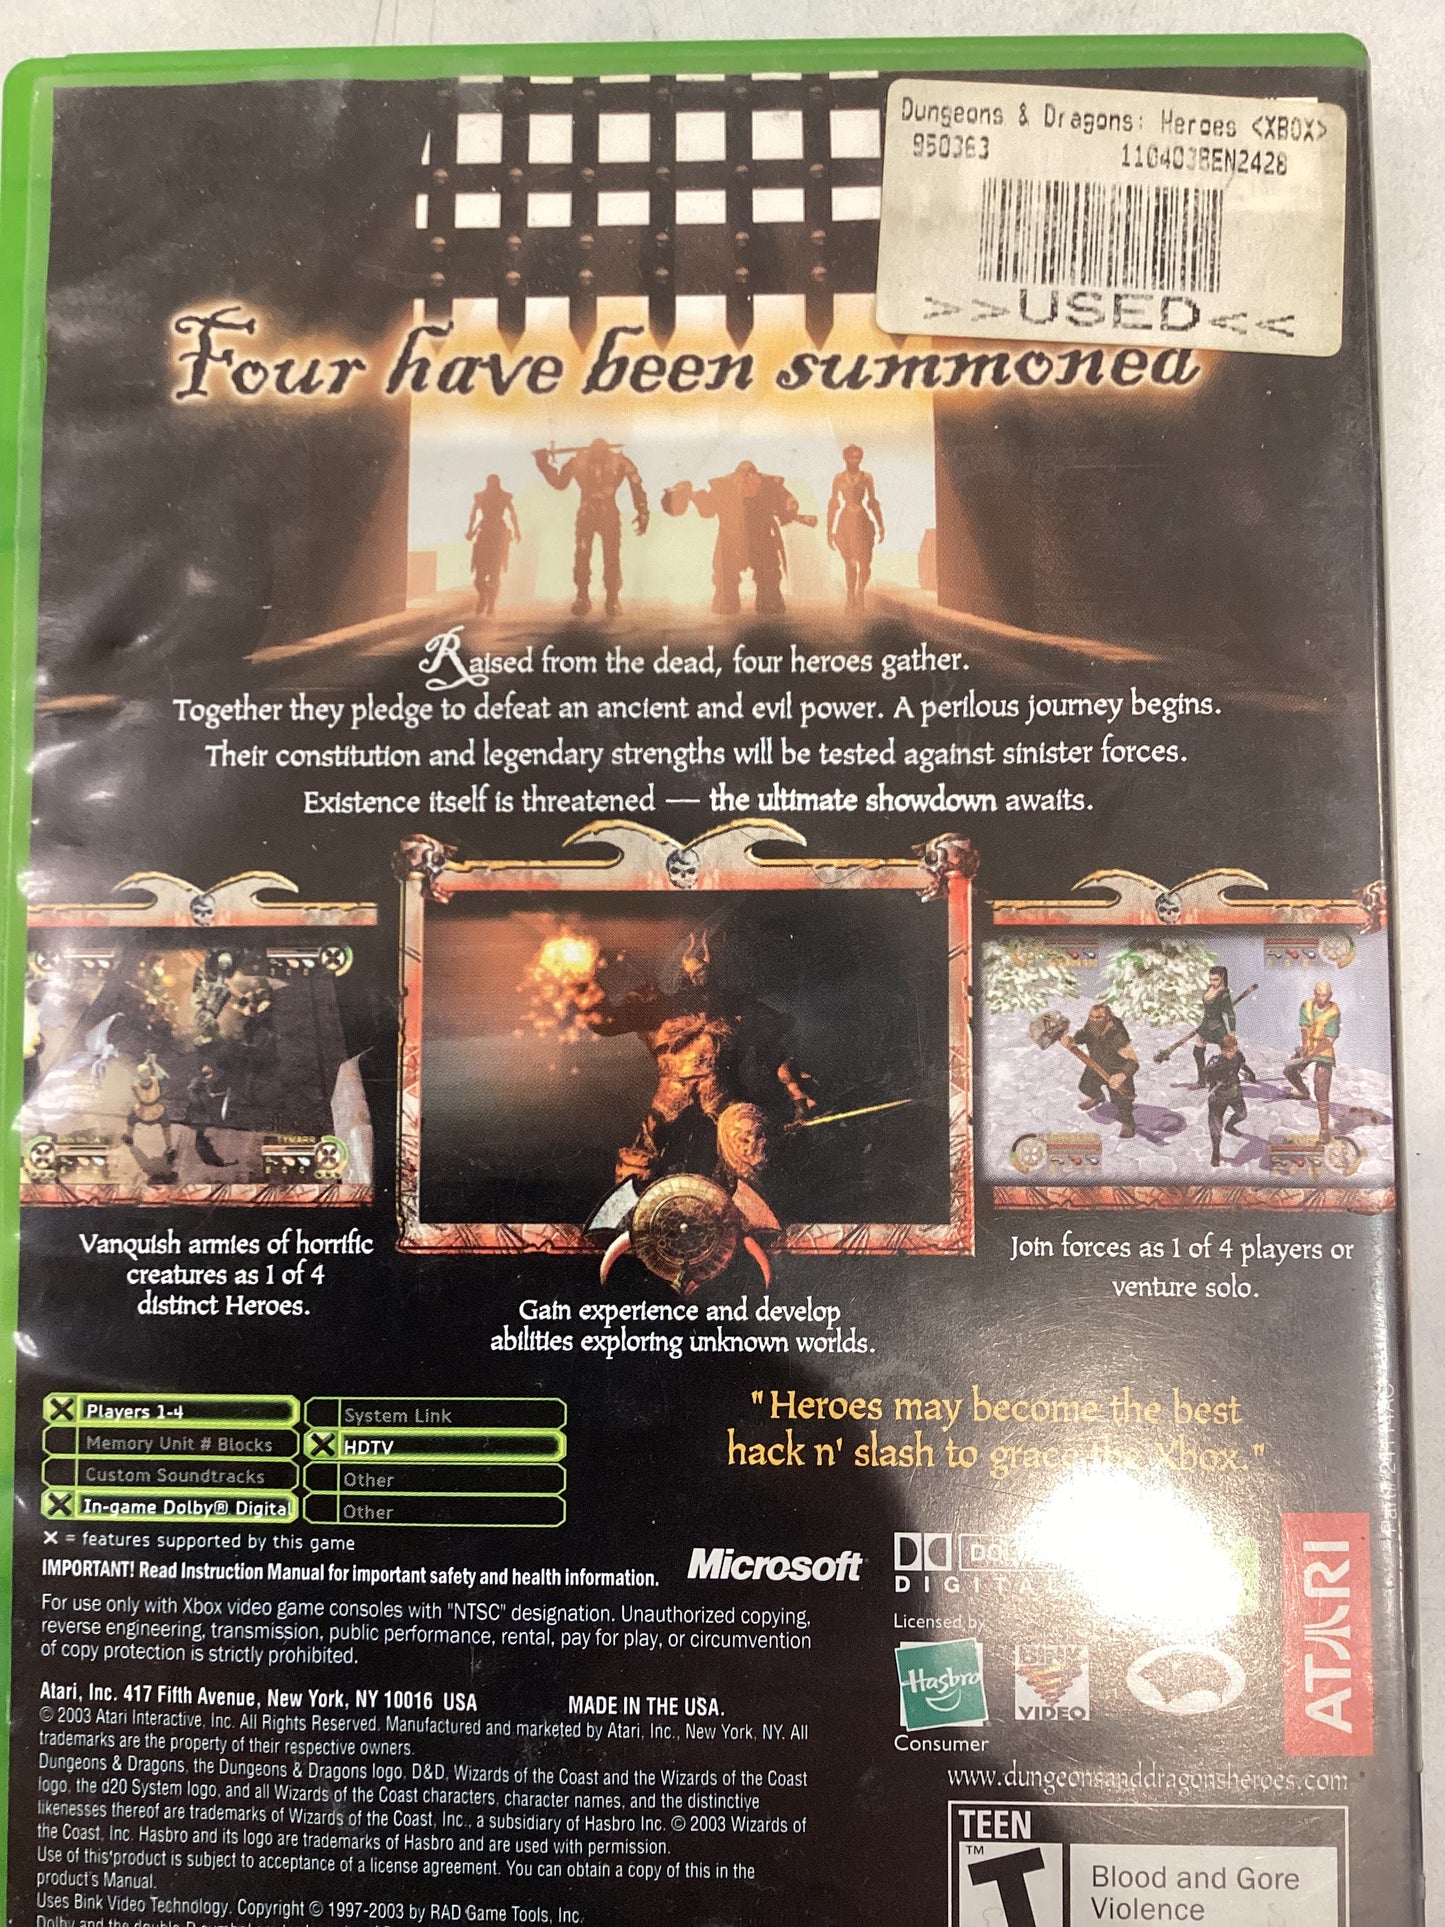 Dungeons & Dragons: Heroes <XBOX>
950363 110403BEN2428
>>USED<<
Four have been summoned
Raised from the dead, four heroes gather.
Together they pledge to defeat an ancient and evil power. A perilous journey begins.
Their constitution and legendary strengths will be tested against sinister forces.
Existence itself is threatened — the ultimate showdown awaits.
Vanquish armies of horrific
creatures as 1 of 4
distinct Heroes.
Gain experience and develop
abilities exploring unknown worlds.
Join forces as 1 of 4 players or
venture solo.
X Players 1-4
Memory Unit # Blocks
Custom Soundtracks
X In-game Dolby® Digital
System Link
X HDTV
Other
Other
X = features supported by this game
"Heroes may become the best
hack n' slash to grace the Xbox."
IMPORTANT! Read Instruction Manual for important safety and health information.
Microsoft
For use only with Xbox video game consoles with "NTSC" designation. Unauthorized copying,
reverse engineering, transmission, public performance, rental, pay for play, or circumvention
of copy protection is strictly prohibited.
DIGITAL
Licensed by
Hasbro
Consumer
BINK
VIDEO
ATARI
Atari, Inc. 417 Fifth Avenue, New York, NY 10016 USA MADE IN THE USA.
© 2003 Atari Interactive, Inc. All Rights Reserved. Manufactured and marketed by Atari, Inc., New York, NY. All
trademarks are the property of their respective owners.
Dungeons & Dragons, the Dungeons & Dragons logo, D&D, Wizards of the Coast and the Wizards of the Coast
logo, the d20 System logo, and all Wizards of the Coast characters, character names, and the distinctive
likenesses thereof are trademarks of Wizards of the Coast, Inc., a subsidiary of Hasbro Inc. © 2003 Wizards of
the Coast, Inc. Hasbro and its logo are trademarks of Hasbro and are used with permission.
Use of this product is subject to acceptance of a license agreement. You can obtain a copy of this in the
product's Manual.
Uses Bink Video Technology. Copyright © 1997-2003 by RAD Game Tools, Inc.
Dolby and the double-D symbol
www.dungeonsanddragonsheroes.com
TEEN
T
TM
Blood and Gore
Violence